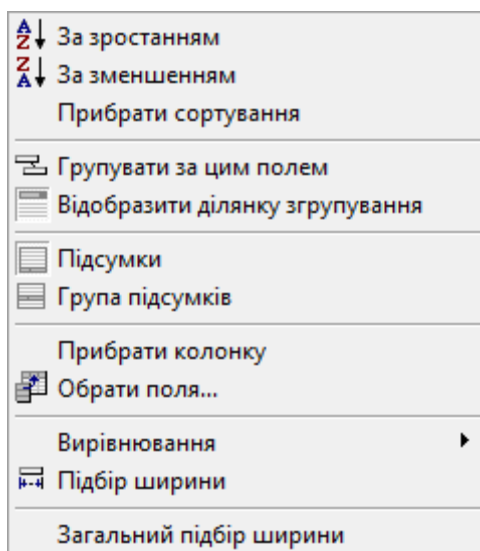 За зростанням
За зменшенням
Прибрати сортування
Групувати за цим полем
Відобразити ділянку згрупування
Підсумки
Група підсумків
Прибрати колонку
Обрати поля...
Вирівнювання
Підбір ширини
Загальний підбір ширини